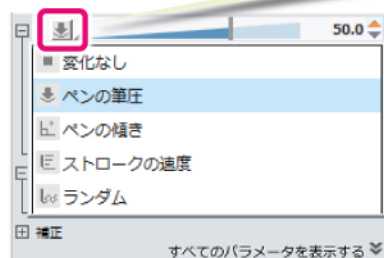 50.0
変化なし
ペンの筆圧
ペンの傾き
ストロークの速度
ランダム
補正
すべてのパラメータを表示する